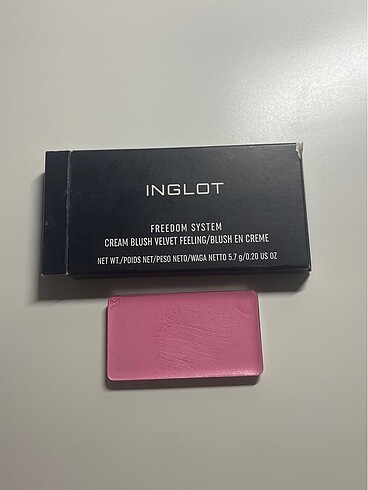 INGLOT
FREEDOM SYSTEM
CREAM BLUSH VELVET FEELING/BLUSH EN CREME
NET WT./POIDS NET/PESO NETO/WAGA NETTO 5.7 g/0.20 US OZ